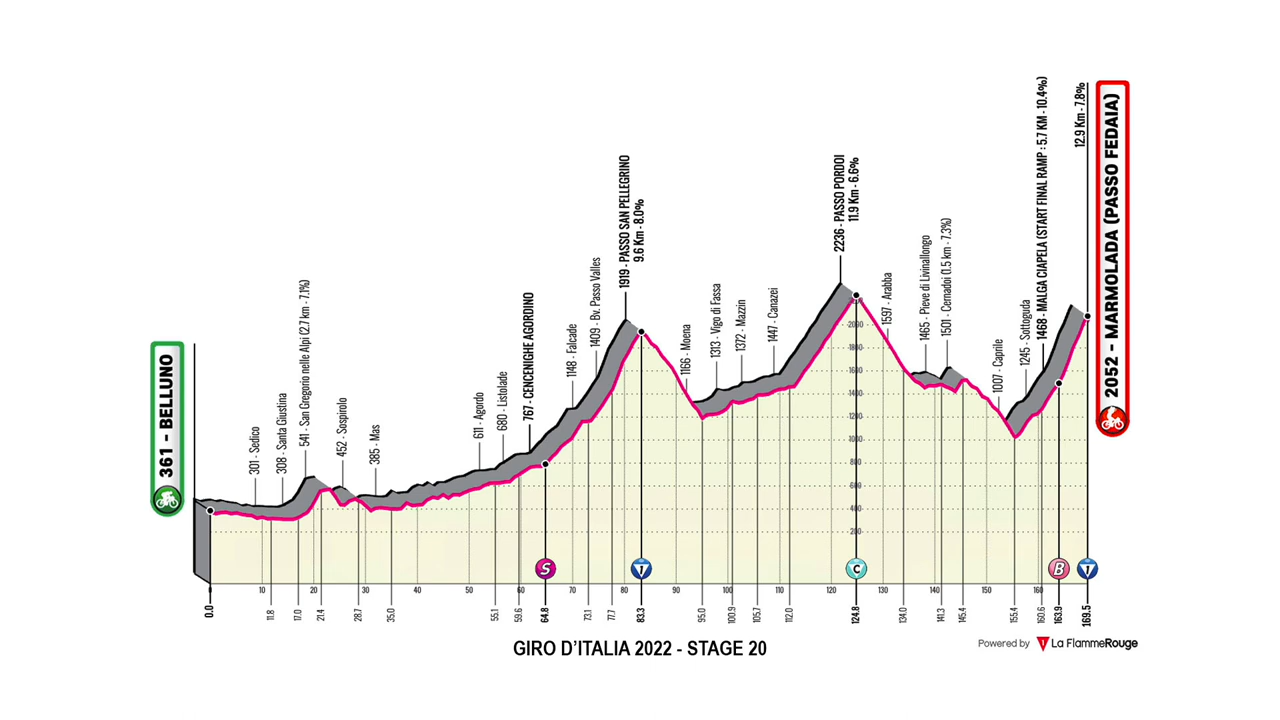 361 - BELLUNO
301 - Sedico
308 - Santa Giustina
541 - San Gregorio nelle Alpi (2.7 km - 7.1%)
452 - Sospirolo
385 - Mas
611 - Agordo
680 - Listolade
767 - CENCENIGHE AGORDINO
1148 - Falcade
1409 - Bv. Passo Valles
1919 - PASSO SAN PELLEGRINO
9.6 Km - 8.0%
1166 - Moena
1313 - Vigo di Fassa
1372 - Mazzin
1447 - Canazei
2236 - PASSO PORDOI
11.9 Km - 6.6%
1597 - Arabba
1465 - Pieve di Livinallongo
1501 - Cernadoi (1.5 km - 7.3%)
1007 - Caprile
1245 - Sottoguda
1468 - MALGA CIAPELA (START FINAL RAMP : 5.7 KM - 10.4%)
12.9 Km - 7.8%
2052 - MARMOLADA (PASSO FEDAIA)
2000
1800
1600
1400
1200
1000
800
600
400
200
S
1
C
B
1
10 20 30 40 50 60 70 80 90 100 110 120 130 140 150 160
0.0 11.8 17.0 21.4 28.7 35.0 55.1 59.6 64.8 73.1 77.7 83.3 95.0 100.9 105.7 112.0 124.8 134.0 141.3 145.4 155.4 160.6 163.9 169.5
GIRO D'ITALIA 2022 - STAGE 20
Powered by 1 La FlammeRouge